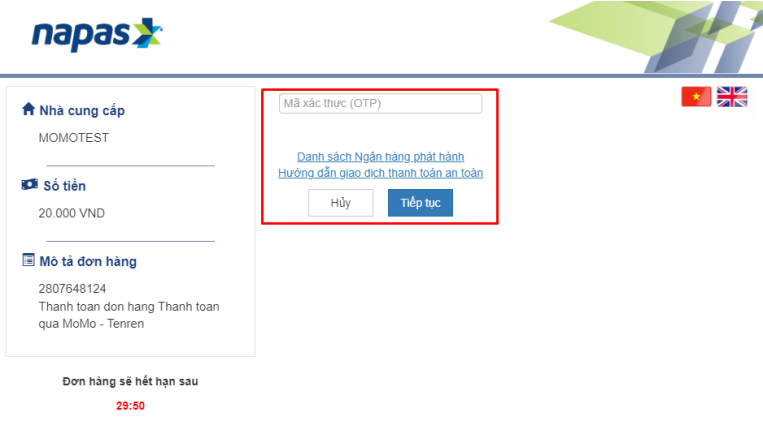 napas
Nhà cung cấp
MOMOTEST
Số tiền
20.000 VND
Mô tả đơn hàng
2807648124
Thanh toan don hang Thanh toan
qua MoMo - Tenren
Đơn hàng sẽ hết hạn sau
29:50
Mã xác thực (OTP)
Danh sách Ngân hàng phát hành
Hướng dẫn giao dịch thanh toán an toàn
Hủy
Tiếp tục